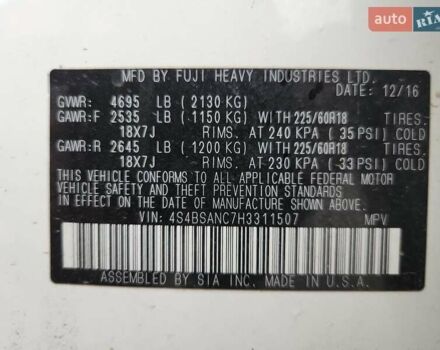 auto RIA
MFD. BY FUJI HEAVY INDUSTRIES LTD.
DATE: 12/16
GVWR: 4695 LB (2130 KG)
GAWR:F 2535 LB (1150 KG) WITH 225/60R18 TIRES.
18X7J RIMS. AT 240 KPA (35 PSI) COLD
GAWR:R 2645 LB (1200 KG) WITH 225/60R18 TIRES.
18X7J RIMS. AT 230 KPA (33 PSI) COLD
THIS VEHICLE CONFORMS TO ALL APPLICABLE FEDERAL MOTOR
VEHICLE SAFETY AND THEFT PREVENTION STANDARDS
IN EFFECT ON THE DATE OF MANUFACTURE SHOWN ABOVE.
VIN: 4S4BSANC7H3311507 MPV
ASSEMBLED BY SIA INC. MADE IN U.S.A.